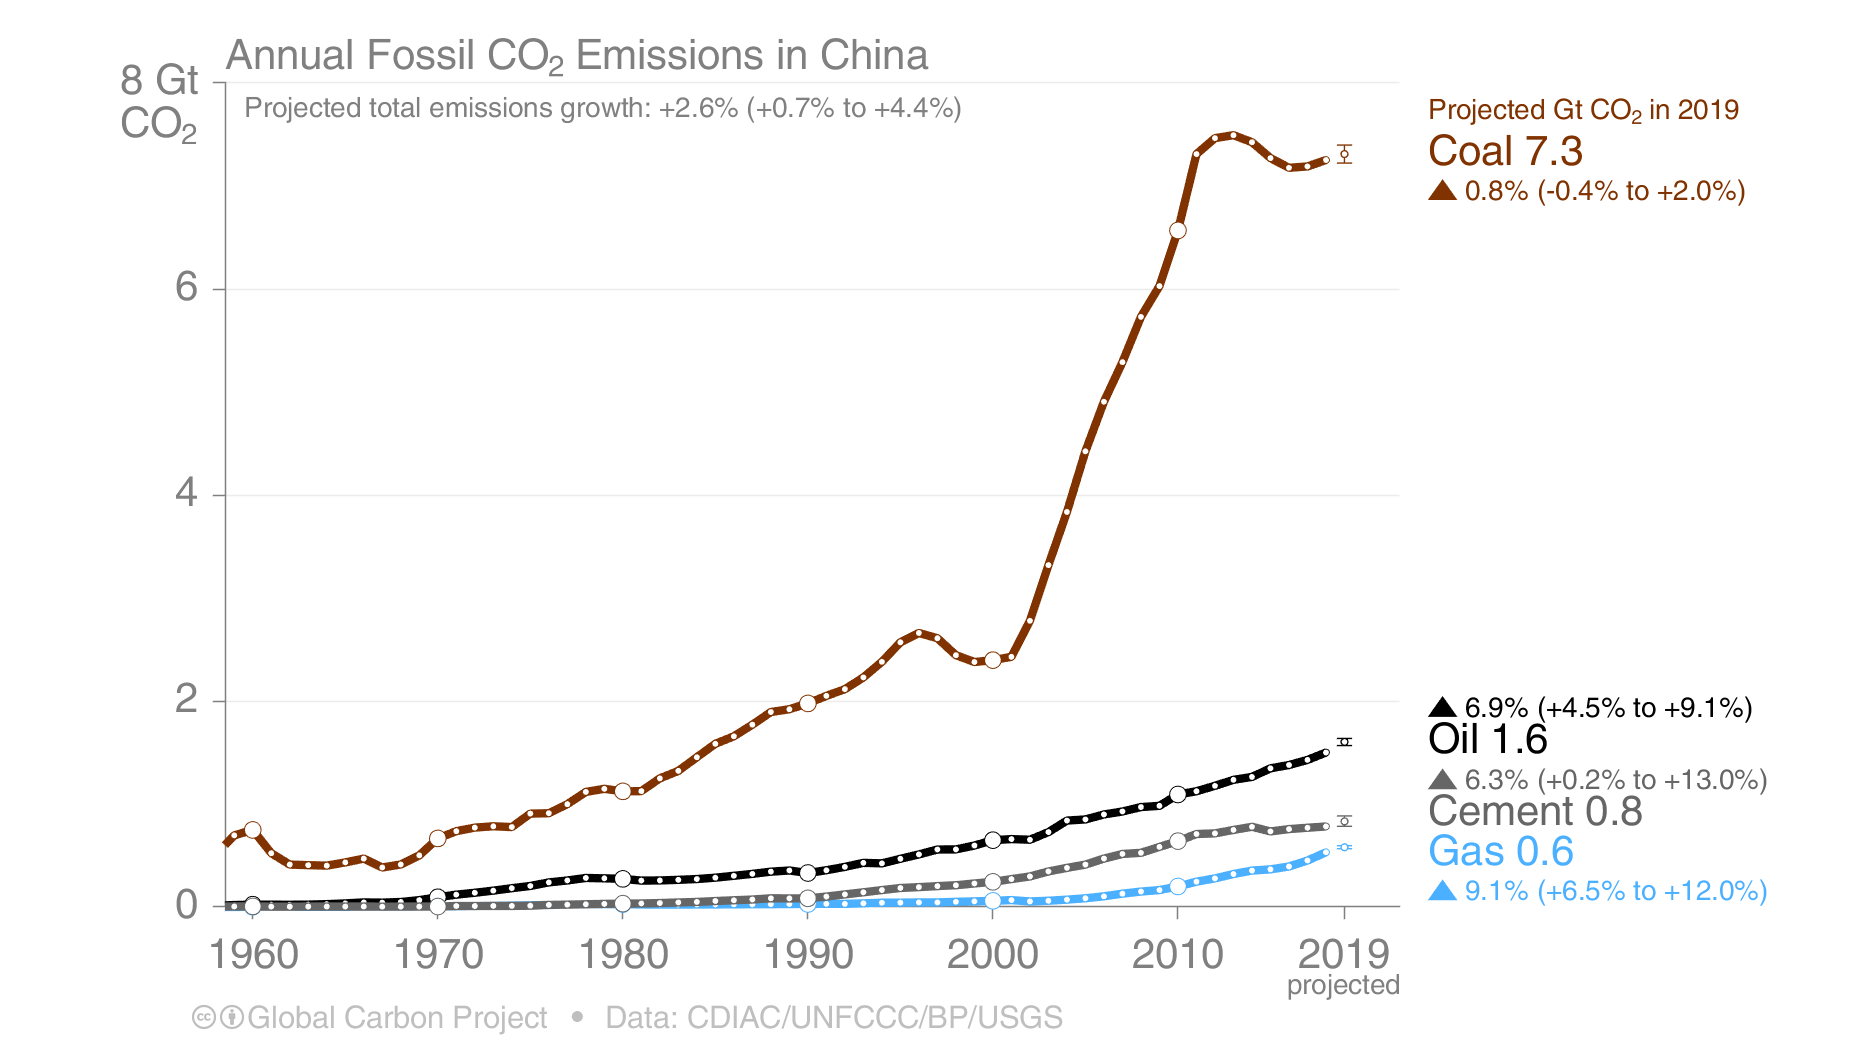 Annual Fossil CO₂ Emissions in China
8 Gt
CO₂
Projected total emissions growth: +2.6% (+0.7% to +4.4%)
6
4
2
0
1960 1970 1980 1990 2000 2010 2019
projected
Projected Gt CO₂ in 2019
Coal 7.3
▲ 0.8% (-0.4% to +2.0%)
▲ 6.9% (+4.5% to +9.1%)
Oil 1.6
▲ 6.3% (+0.2% to +13.0%)
Cement 0.8
Gas 0.6
▲ 9.1% (+6.5% to +12.0%)
cc Global Carbon Project • Data: CDIAC/UNFCCC/BP/USGS